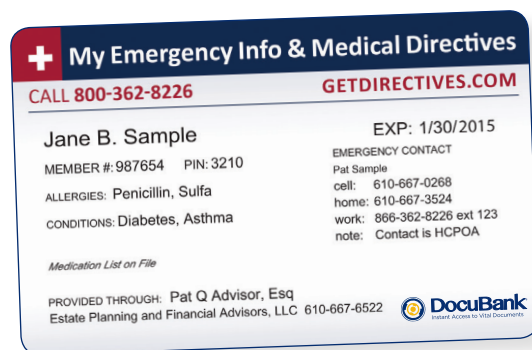 My Emergency Info & Medical Directives
CALL 800-362-8226
GETDIRECTIVES.COM
Jane B. Sample
MEMBER #: 987654 PIN: 3210
ALLERGIES: Penicillin, Sulfa
CONDITIONS: Diabetes, Asthma
Medication List on File
EXP: 1/30/2015
EMERGENCY CONTACT
Pat Sample
cell: 610-667-0268
home: 610-667-3524
work: 866-362-8226 ext 123
note: Contact is HCPOA
PROVIDED THROUGH: Pat Q Advisor, Esq
Estate Planning and Financial Advisors, LLC 610-667-6522
DocuBank
Instant Access to Vital Documents